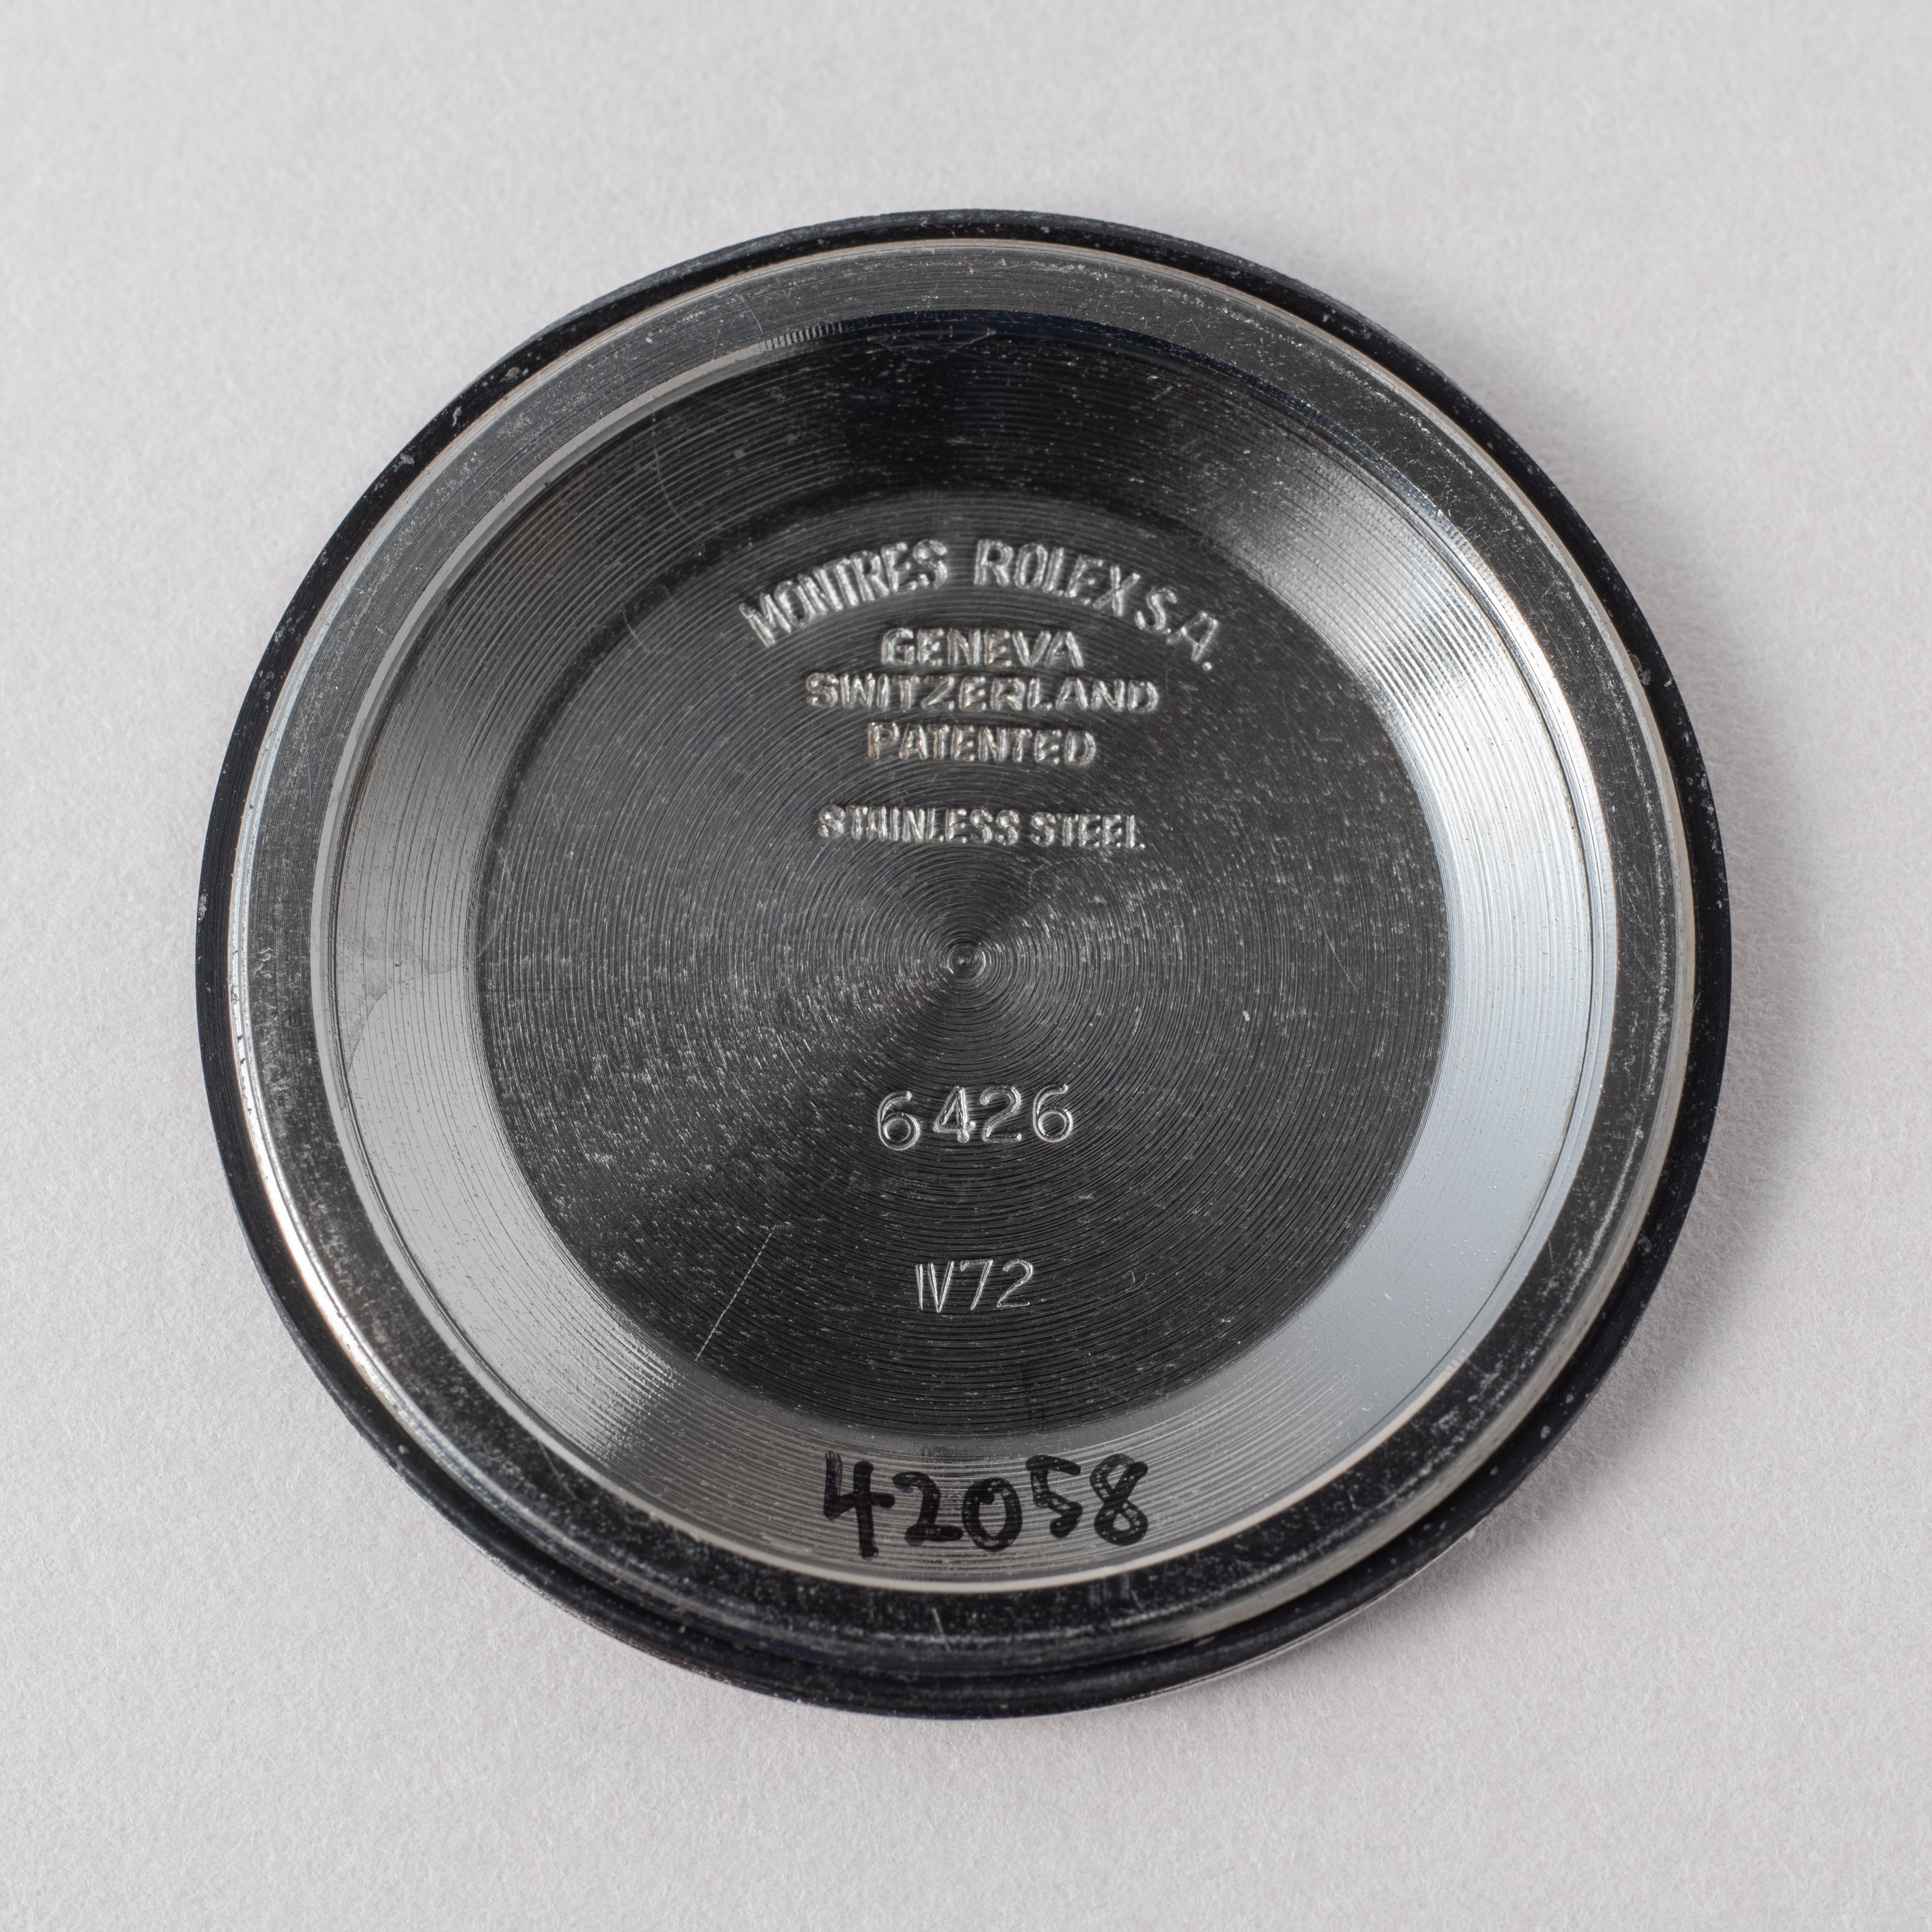 MONTRES ROLEX S.A.
GENEVA
SWITZERLAND
PATENTED
STAINLESS STEEL
6426
IV72
42058